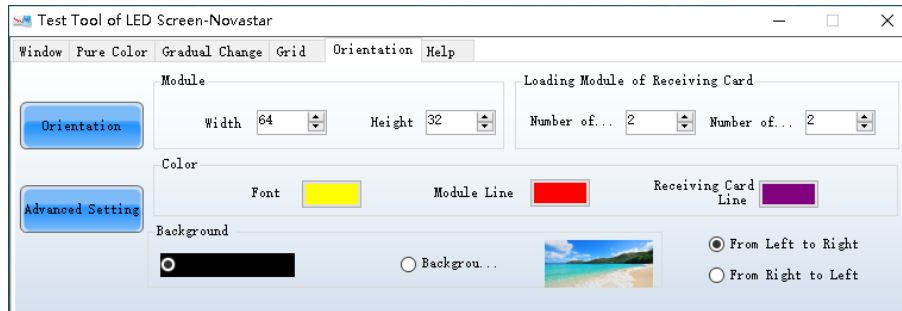 Test Tool of LED Screen-Novastar
Window Pure Color Gradual Change Grid Orientation Help
Module
Loading Module of Receiving Card
Orientation
Width 64 Height 32 Number of... 2 Number of... 2
Color
Font Module Line Receiving Card Line
Advanced Setting
Background
Backgrou...
From Left to Right
From Right to Left